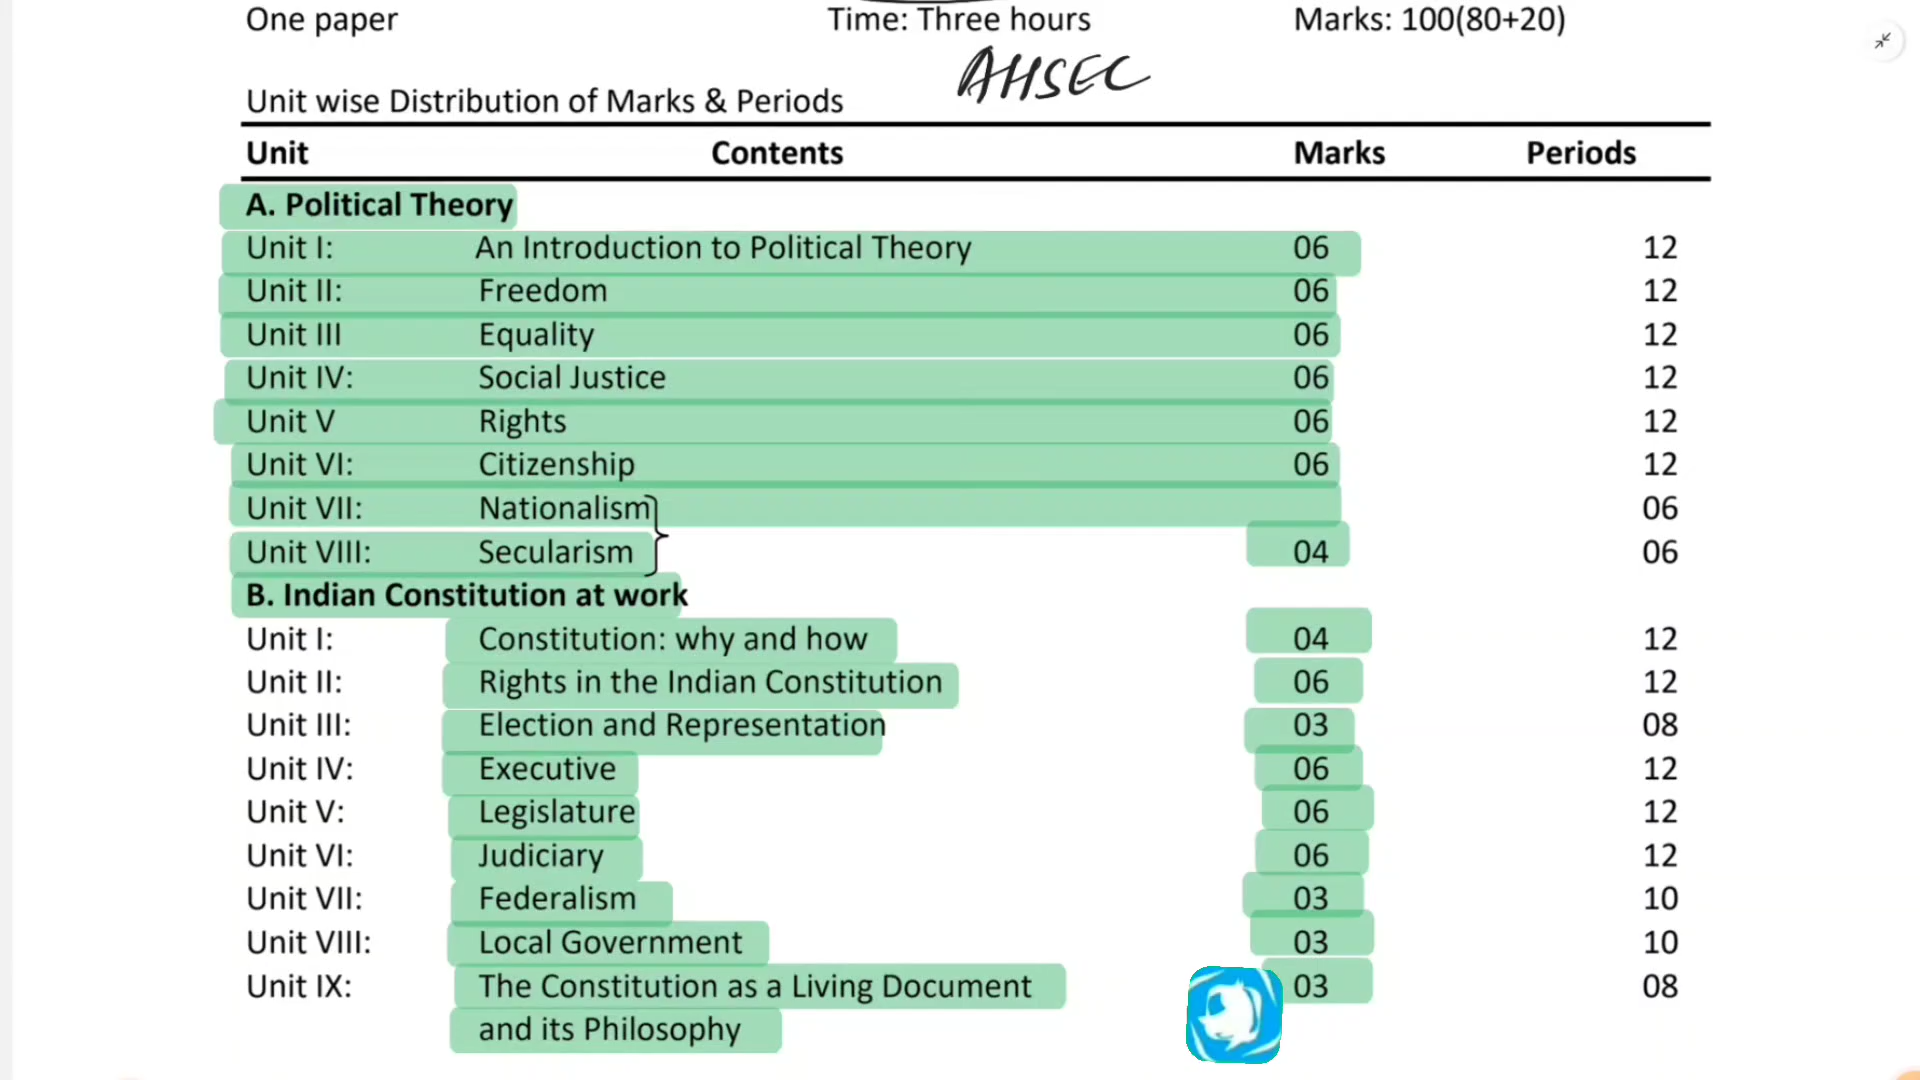 One paper Time: Three hours Marks: 100(80+20)
AHSEC
Unit wise Distribution of Marks & Periods
Unit Contents Marks Periods
A. Political Theory
Unit I: An Introduction to Political Theory 06 12
Unit II: Freedom 06 12
Unit III Equality 06 12
Unit IV: Social Justice 06 12
Unit V Rights 06 12
Unit VI: Citizenship 06 12
Unit VII: Nationalism 06
Unit VIII: Secularism 04 06
B. Indian Constitution at work
Unit I: Constitution: why and how 04 12
Unit II: Rights in the Indian Constitution 06 12
Unit III: Election and Representation 03 08
Unit IV: Executive 06 12
Unit V: Legislature 06 12
Unit VI: Judiciary 06 12
Unit VII: Federalism 03 10
Unit VIII: Local Government 03 10
Unit IX: The Constitution as a Living Document 03 08
and its Philosophy